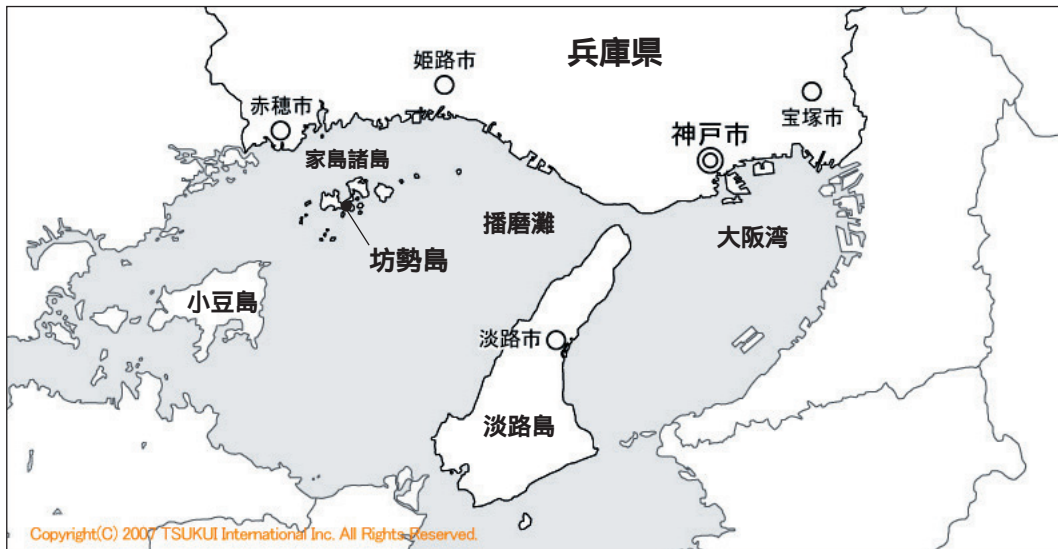 兵庫県
姫路市
宝塚市
赤穂市
神戸市
家島諸島
播磨灘
大阪湾
坊勢島
小豆島
淡路市
淡路島
Copyright(C) 2007 TSUKUI International Inc. All Rights Reserved.